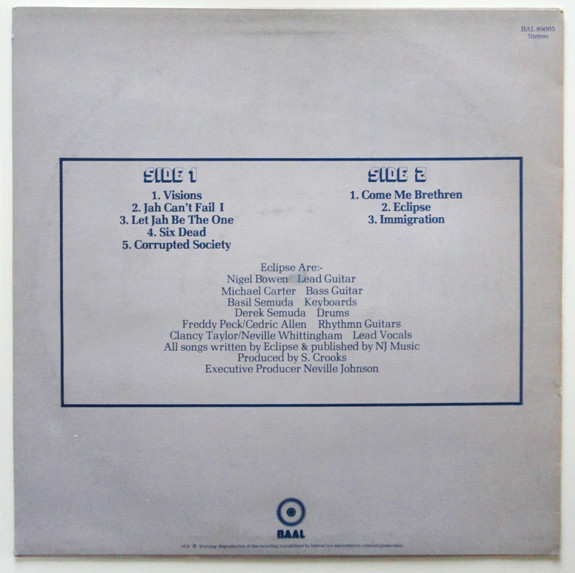 BAL 89005
Stereo
SIDE 1
1. Visions
2. Jah Can't Fail I
3. Let Jah Be The One
4. Six Dead
5. Corrupted Society
SIDE 2
1. Come Me Brethren
2. Eclipse
3. Immigration
Eclipse Are:-
Nigel Bowen Lead Guitar
Michael Carter Bass Guitar
Basil Semuda Keyboards
Derek Semuda Drums
Freddy Peck/Cedric Allen Rhythmn Guitars
Clancy Taylor/Neville Whittingham Lead Vocals
All songs written by Eclipse & published by NJ Music
Produced by S. Crooks
Executive Producer Neville Johnson
BAAL